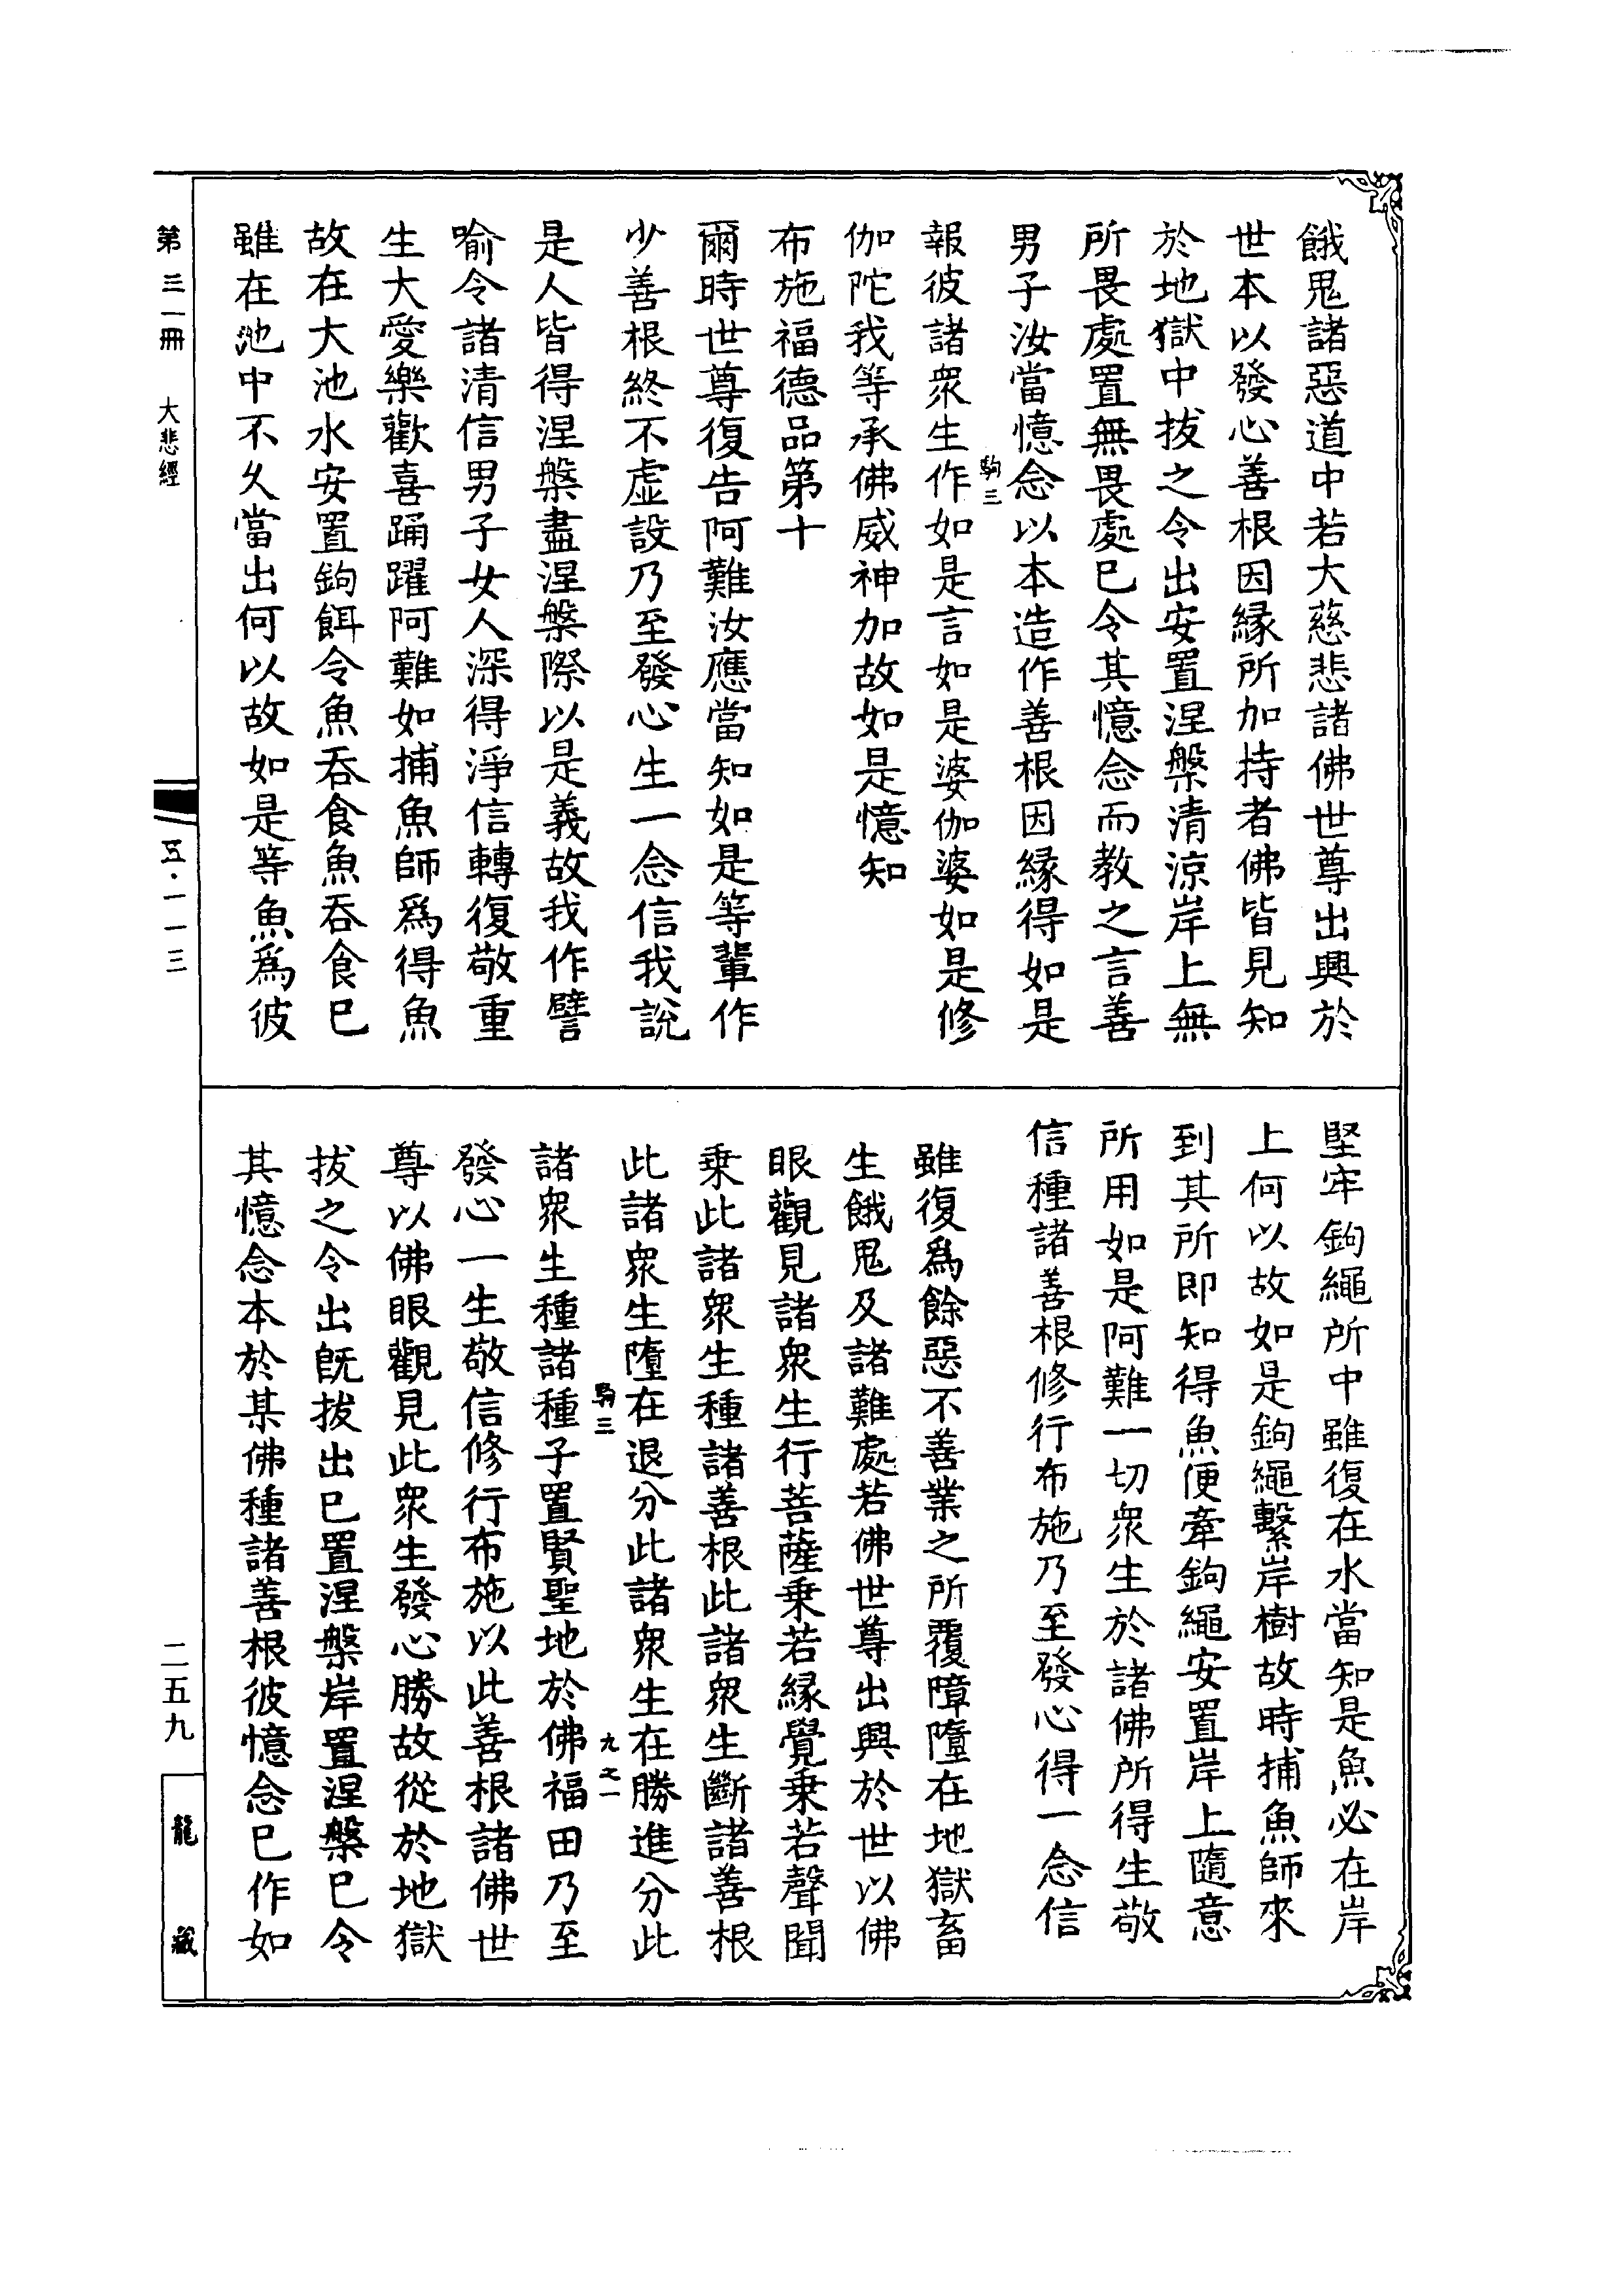 餓鬼諸惡道中若大慈悲諸佛世尊出興於
世本以發心善根因緣所加持者佛皆見知
於地獄中拔之令出安置涅槃清涼岸上無
所畏處置無畏處已令其憶念而教之言善
男子汝當憶念以本造作善根因緣得如是
駒三
報彼諸衆生作如是言如是婆伽婆如是修
伽陀我等承佛威神加故如是憶知
布施福德品第十
爾時世尊復告阿難汝應當知如是等輩作
少善根終不虛設乃至發心生一念信我說
是人皆得涅槃盡涅槃際以是義故我作譬
喻令諸清信男子女人深得淨信轉復敬重
生大愛樂歡喜踊躍阿難如捕魚師爲得魚
故在大池水安置鉤餌令魚吞食魚吞食已
雖在池中不久當出何以故如是等魚爲彼
堅牢鉤繩所中雖復在水當知是魚必在岸
上何以故如是鉤繩繫岸樹故時捕魚師來
到其所即知得魚便牽鉤繩安置岸上隨意
所用如是阿難一切衆生於諸佛所得生敬
信種諸善根修行布施乃至發心得一念信
雖復爲餘惡不善業之所覆障墮在地獄畜
生餓鬼及諸難處若佛世尊出興於世以佛
眼觀見諸衆生行菩薩乗若緣覺乗若聲聞
乗此諸衆生種諸善根此諸衆生斷諸善根
此諸衆生墮在退分此諸衆生在勝進分此
駒三
九之一
諸衆生種諸種子置賢聖地於佛福田乃至
發心一生敬信修行布施以此善根諸佛世
尊以佛眼觀見此衆生發心勝故從於地獄
拔之令出旣拔出已置涅槃岸置涅槃已令
其憶念本於某佛種諸善根彼憶念已作如
第三一冊
大悲經
五·一一三
二五九
龍藏